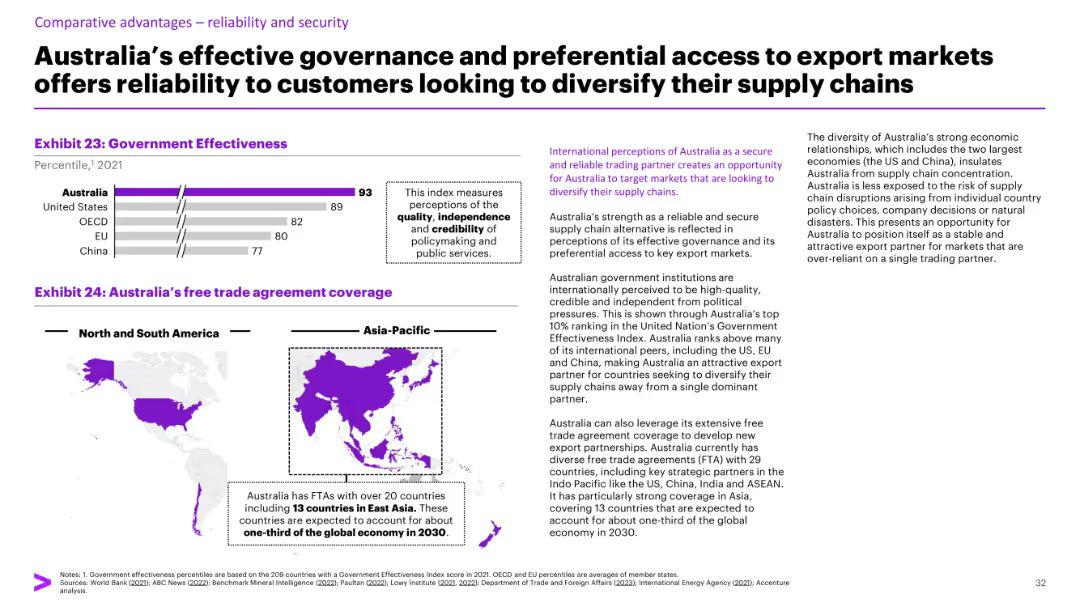 Comparative advantages – reliability and security
Australia's effective governance and preferential access to export markets
offers reliability to customers looking to diversify their supply chains
Exhibit 23: Government Effectiveness
Percentile,¹ 2021
Australia 93
United States 89
OECD 82
EU 80
China 77
This index measures
perceptions of the
quality, independence
and credibility of
policymaking and
public services.
Exhibit 24: Australia's free trade agreement coverage
North and South America
Asia-Pacific
Australia has FTAs with over 20 countries
including 13 countries in East Asia. These
countries are expected to account for about
one-third of the global economy in 2030.
International perceptions of Australia as a secure
and reliable trading partner creates an opportunity
for Australia to target markets that are looking to
diversify their supply chains.
Australia's strength as a reliable and secure
supply chain alternative is reflected in
perceptions of its effective governance and its
preferential access to key export markets.
Australian government institutions are
internationally perceived to be high-quality,
credible and independent from political
pressures. This is shown through Australia's top
10% ranking in the United Nation's Government
Effectiveness Index. Australia ranks above many
of its international peers, including the US, EU
and China, making Australia an attractive export
partner for countries seeking to diversify their
supply chains away from a single dominant
partner.
Australia can also leverage its extensive free
trade agreement coverage to develop new
export partnerships. Australia currently has
diverse free trade agreements (FTA) with 29
countries, including key strategic partners in the
Indo Pacific like the US, China, India and ASEAN.
It has particularly strong coverage in Asia,
covering 13 countries that are expected to
account for about one-third of the global
economy in 2030.
The diversity of Australia's strong economic
relationships, which includes the two largest
economies (the US and China), insulates
Australia from supply chain concentration.
Australia is less exposed to the risk of supply
chain disruptions arising from individual country
policy choices, company decisions or natural
disasters. This presents an opportunity for
Australia to position itself as a stable and
attractive export partner for markets that are
over-reliant on a single trading partner.
Notes: 1. Government effectiveness percentiles are based on the 209 countries with a Government Effectiveness Index score in 2021. OECD and EU percentiles are averages of member states.
Sources: World Bank (2021); ABC News (2022); Benchmark Mineral Intelligence (2022); Paultan (2022); Lowy Institute (2021, 2022), Department of Trade and Foreign Affairs (2023); International Energy Agency (2021); Accenture
analysis.
32